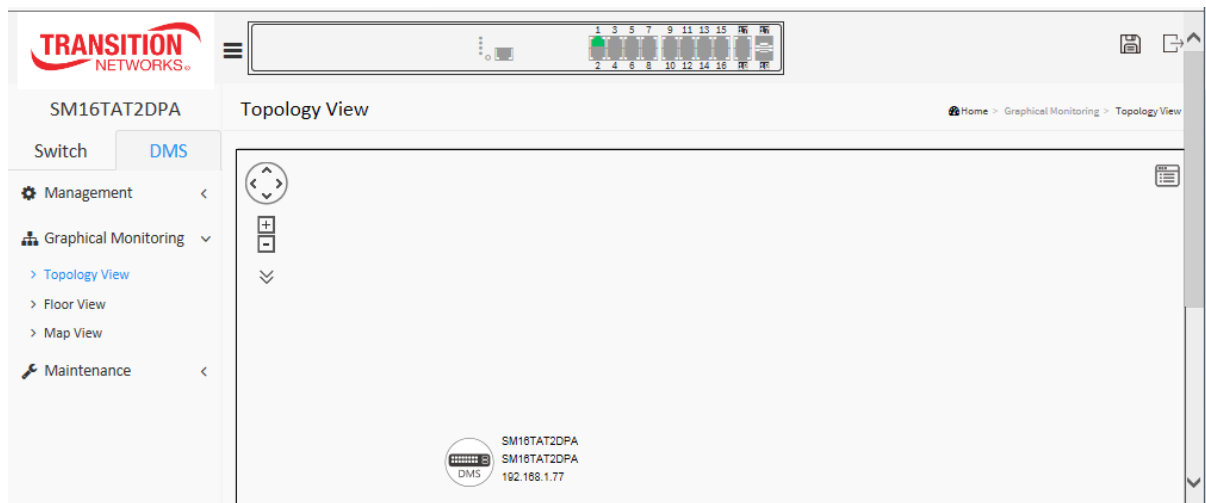 TRANSITION
NETWORKS®
1 3 5 7 9 11 13 15
2 4 6 8 10 12 14 16
SM16TAT2DPA
Topology View
Home > Graphical Monitoring > Topology View
Switch DMS
Management
Graphical Monitoring
> Topology View
> Floor View
> Map View
Maintenance
SM16TAT2DPA
SM16TAT2DPA
192.168.1.77
DMS